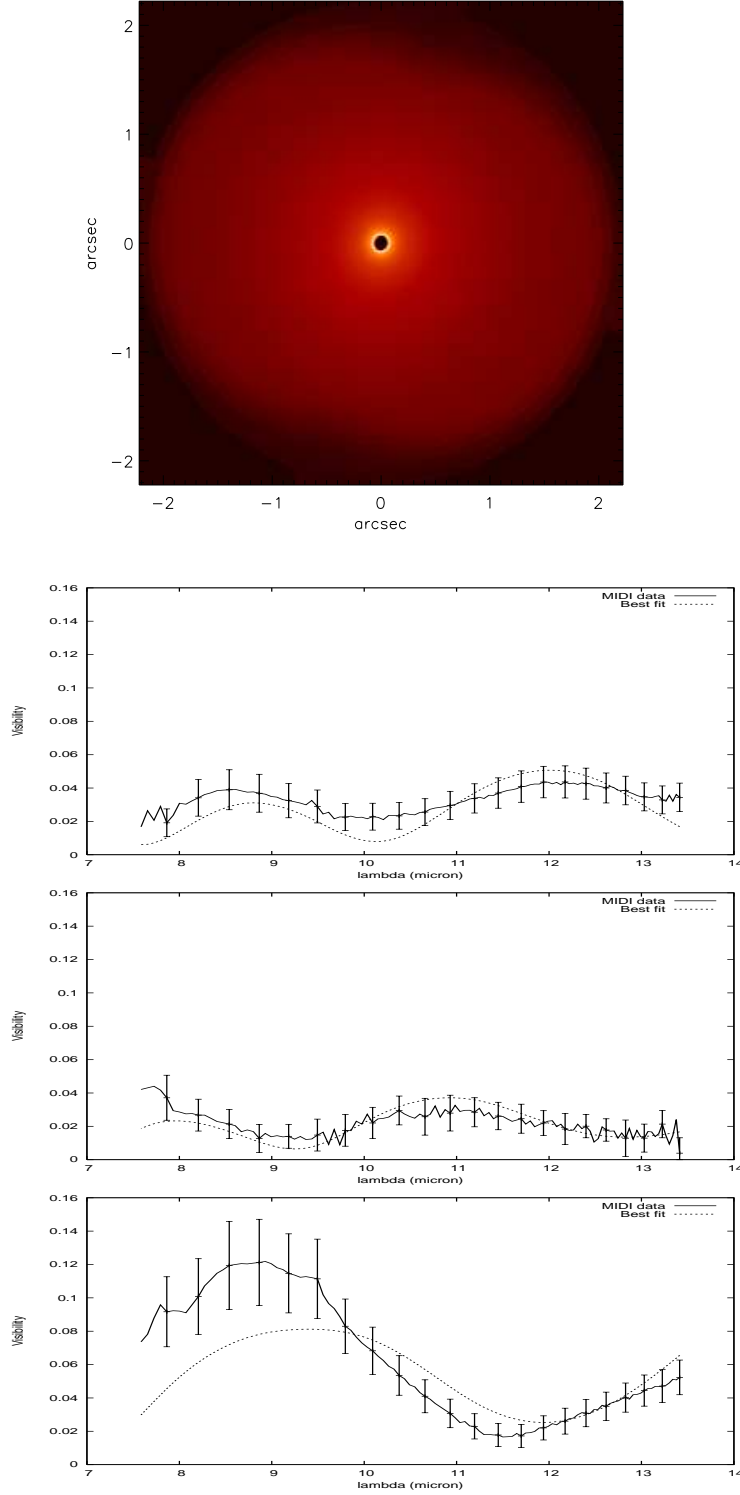 2
1
0
−1
−2
arcsec
−2 −1 0 1 2
arcsec
MIDI data
Best fit
0.16
0.14
0.12
0.1
0.08
0.06
0.04
0.02
0
Visibility
7 8 9 10 11 12 13 14
lambda (micron)
MIDI data
Best fit
0.16
0.14
0.12
0.1
0.08
0.06
0.04
0.02
0
Visibility
7 8 9 10 11 12 13 14
lambda (micron)
MIDI data
Best fit
0.16
0.14
0.12
0.1
0.08
0.06
0.04
0.02
0
Visibility
7 8 9 10 11 12 13 14
lambda (micron)